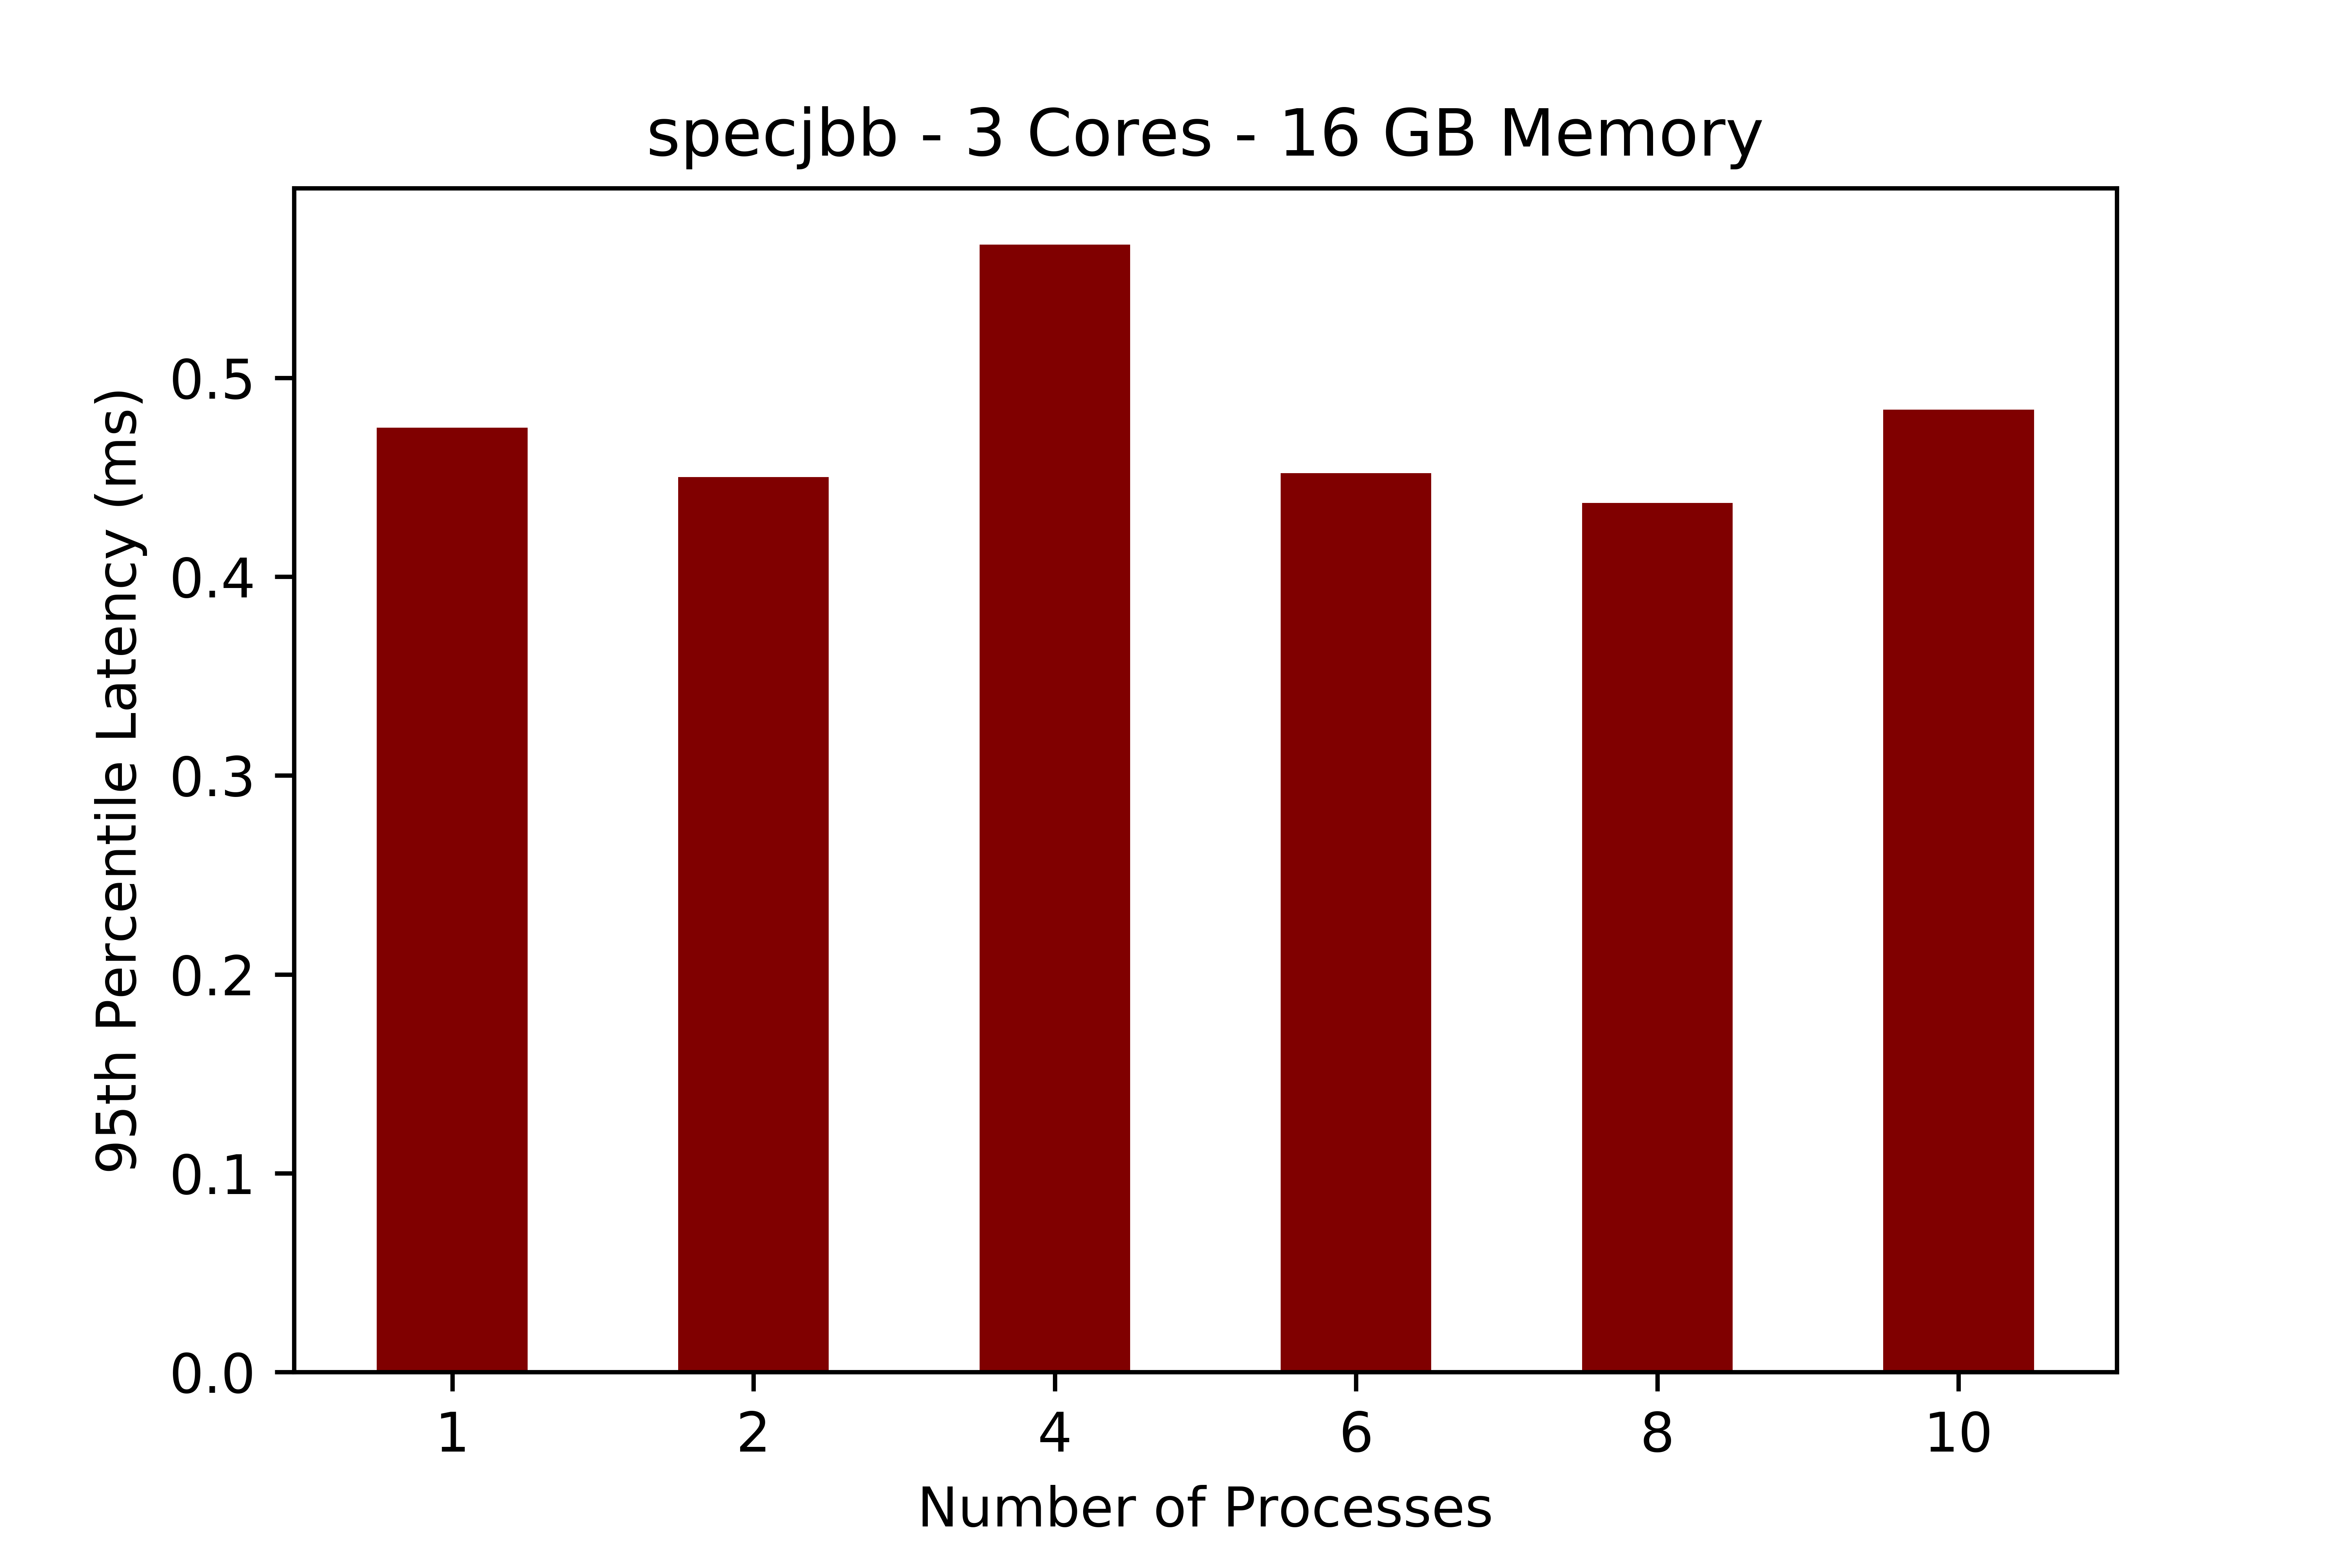 specjbb - 3 Cores - 16 GB Memory
95th Percentile Latency (ms)
0.5
0.4
0.3
0.2
0.1
0.0
1 2 4 6 8 10
Number of Processes